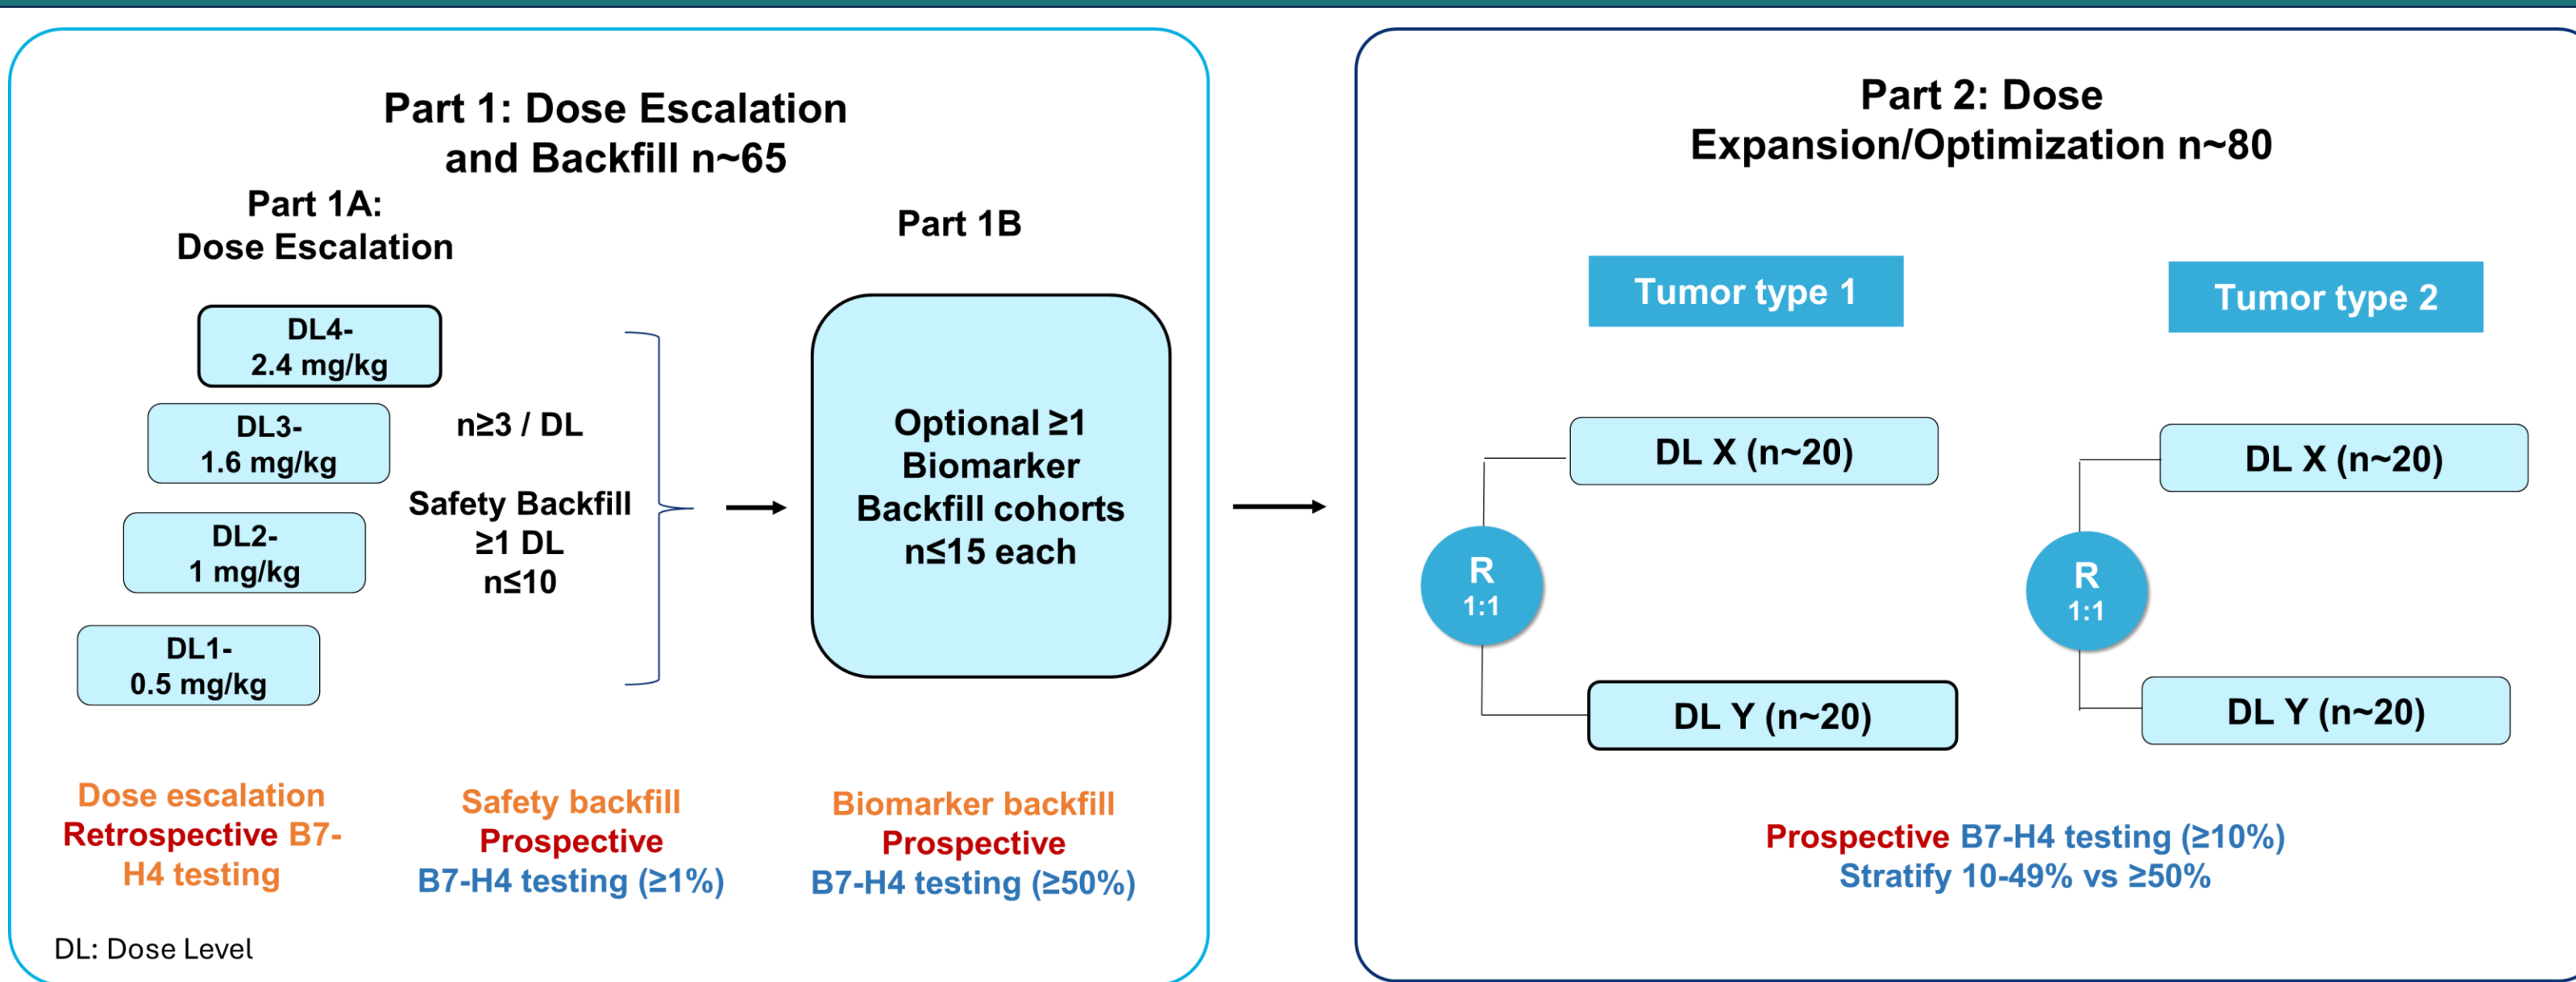 Part 1: Dose Escalation
and Backfill n~65
Part 1A:
Dose Escalation
DL4-
2.4 mg/kg
DL3-
1.6 mg/kg
DL2-
1 mg/kg
DL1-
0.5 mg/kg
n≥3 / DL
Safety Backfill
≥1 DL
n≤10
Part 1B
Optional ≥1
Biomarker
Backfill cohorts
n≤15 each
Dose escalation
Retrospective B7-
H4 testing
Safety backfill
Prospective
B7-H4 testing (≥1%)
Biomarker backfill
Prospective
B7-H4 testing (≥50%)
DL: Dose Level
Part 2: Dose
Expansion/Optimization n~80
Tumor type 1
DL X (n~20)
R
1:1
DL Y (n~20)
Tumor type 2
DL X (n~20)
R
1:1
DL Y (n~20)
Prospective B7-H4 testing (≥10%)
Stratify 10-49% vs ≥50%